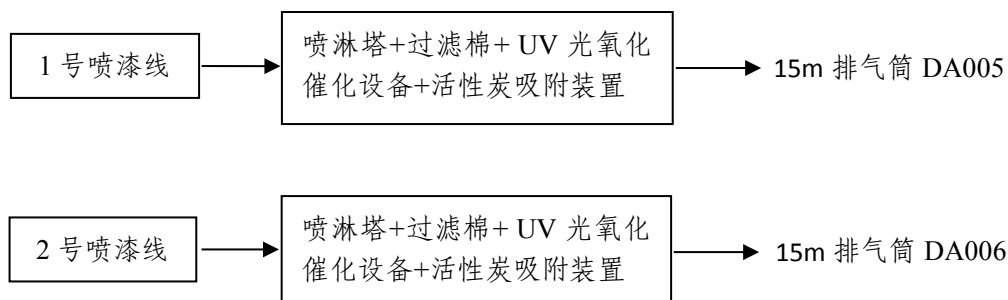 1 号喷漆线
喷淋塔+过滤棉+ UV 光氧化
催化设备+活性炭吸附装置
15m 排气筒 DA005
2 号喷漆线
喷淋塔+过滤棉+ UV 光氧化
催化设备+活性炭吸附装置
15m 排气筒 DA006